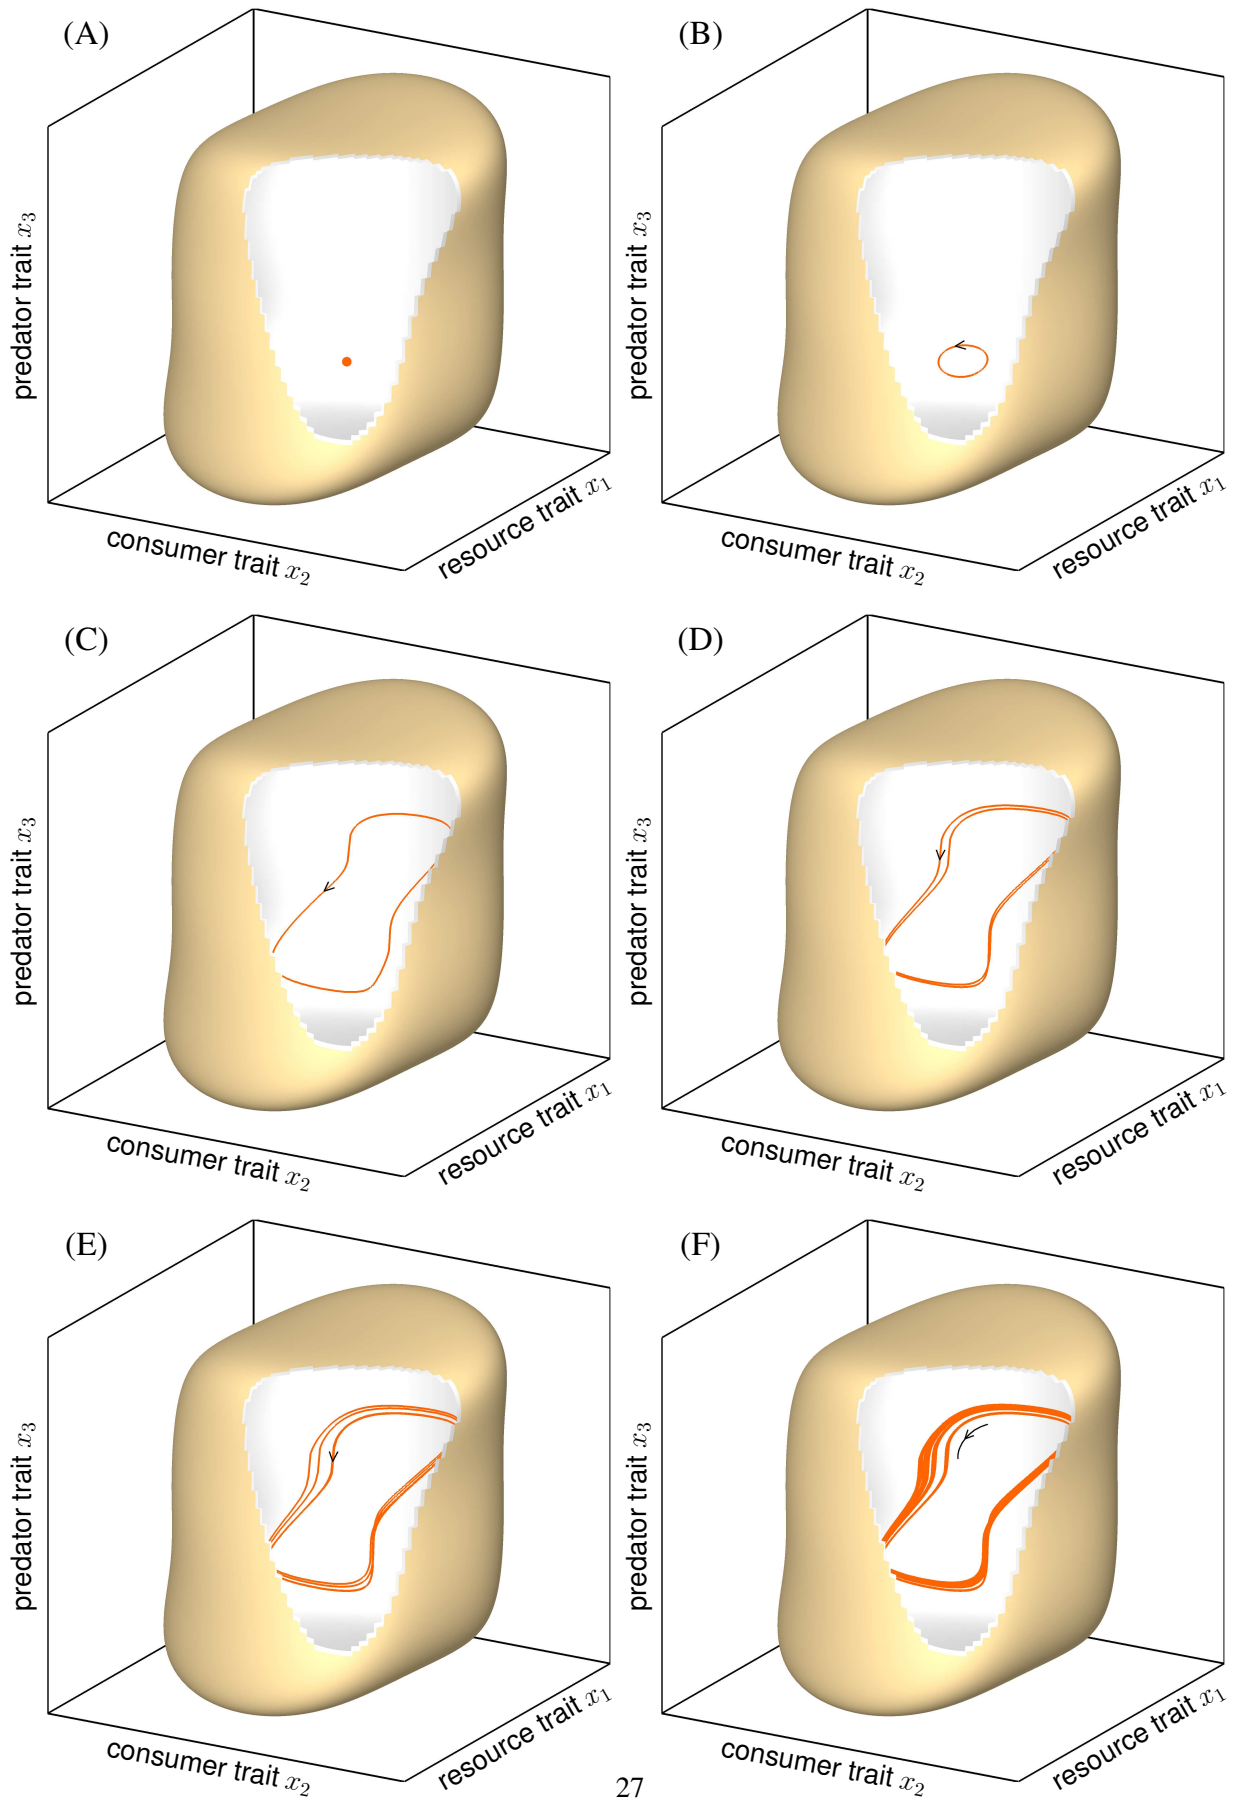 (A)
(B)
predator trait x₃
consumer trait x₂
resource trait x₁
predator trait x₃
consumer trait x₂
resource trait x₁
(C)
(D)
predator trait x₃
consumer trait x₂
resource trait x₁
predator trait x₃
consumer trait x₂
resource trait x₁
(E)
(F)
predator trait x₃
consumer trait x₂
resource trait x₁
predator trait x₃
consumer trait x₂
resource trait x₁
27